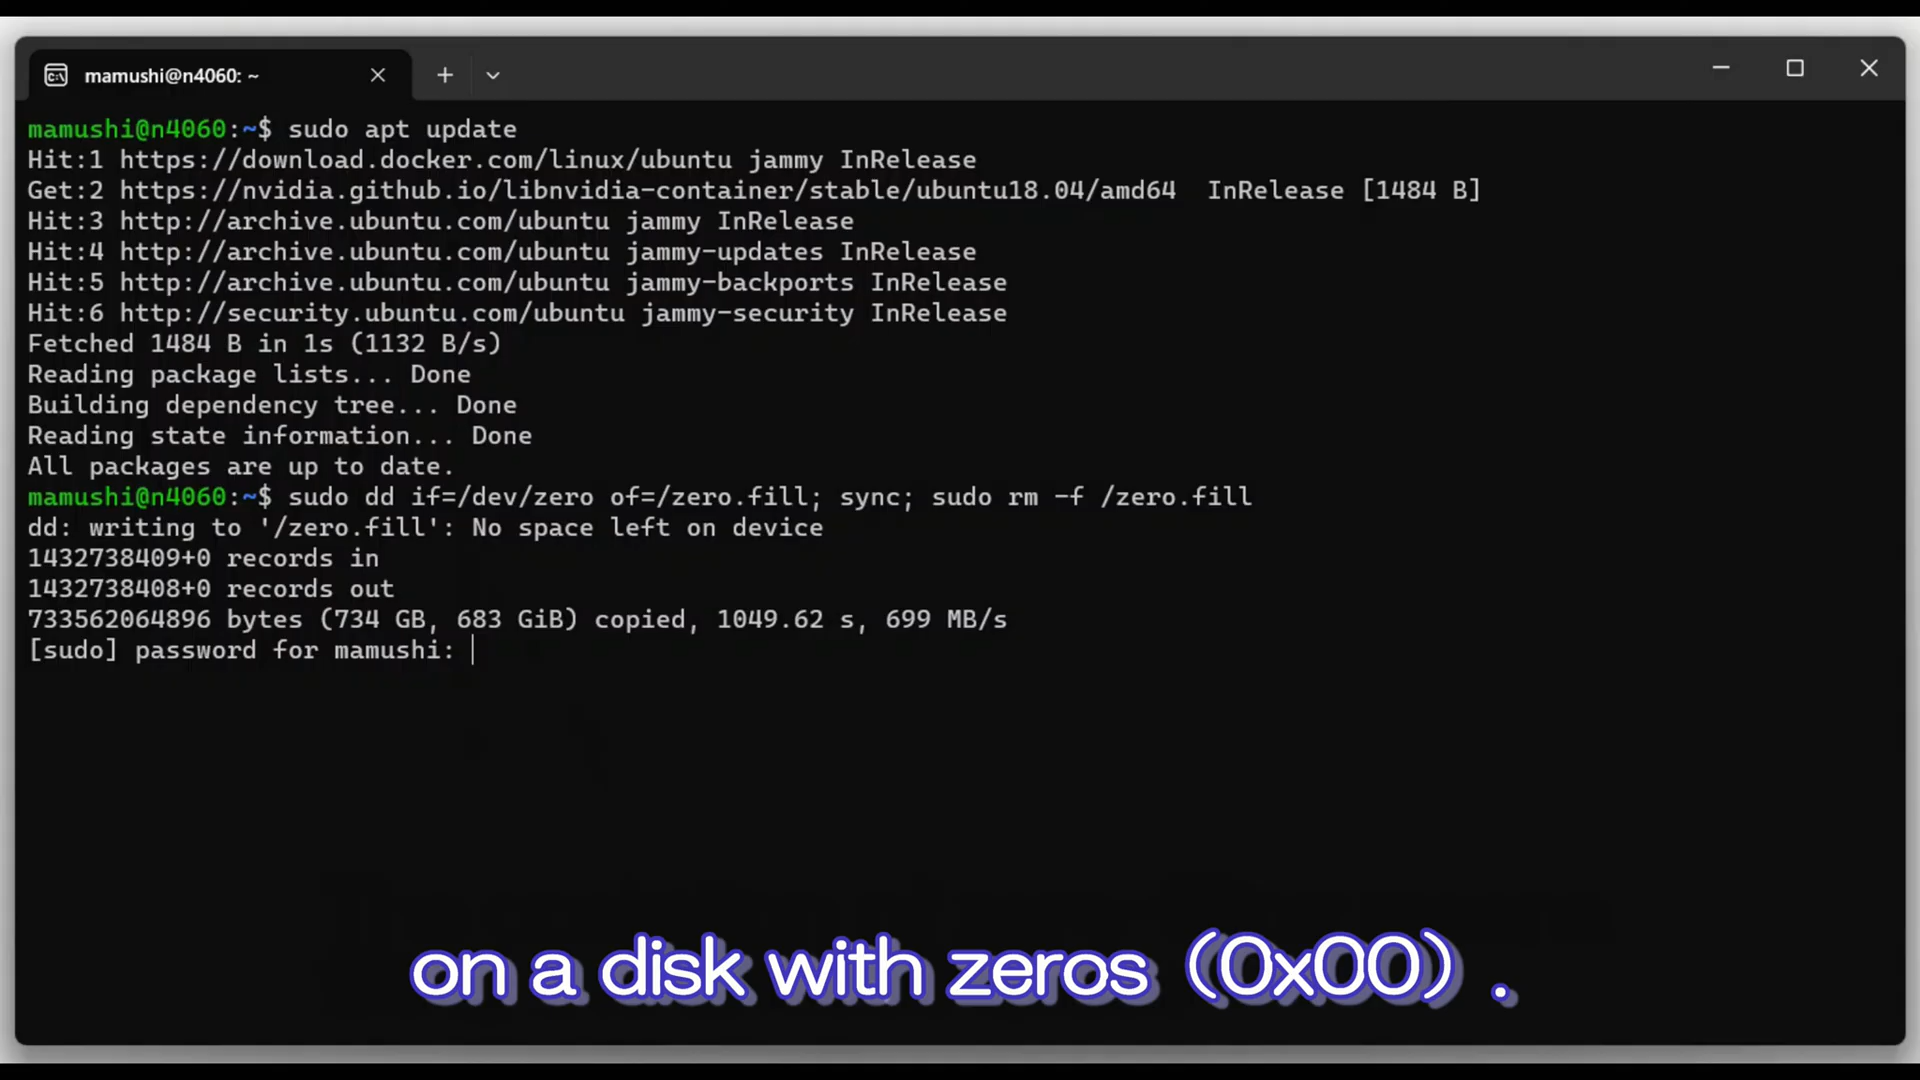 mamushi@n4060: ~
mamushi@n4060:~$ sudo apt update
Hit:1 https://download.docker.com/linux/ubuntu jammy InRelease
Get:2 https://nvidia.github.io/libnvidia-container/stable/ubuntu18.04/amd64  InRelease [1484 B]
Hit:3 http://archive.ubuntu.com/ubuntu jammy InRelease
Hit:4 http://archive.ubuntu.com/ubuntu jammy-updates InRelease
Hit:5 http://archive.ubuntu.com/ubuntu jammy-backports InRelease
Hit:6 http://security.ubuntu.com/ubuntu jammy-security InRelease
Fetched 1484 B in 1s (1132 B/s)
Reading package lists... Done
Building dependency tree... Done
Reading state information... Done
All packages are up to date.
mamushi@n4060:~$ sudo dd if=/dev/zero of=/zero.fill; sync; sudo rm -f /zero.fill
dd: writing to '/zero.fill': No space left on device
1432738409+0 records in
1432738408+0 records out
733562064896 bytes (734 GB, 683 GiB) copied, 1049.62 s, 699 MB/s
[sudo] password for mamushi:
on a disk with zeros（0x00）.